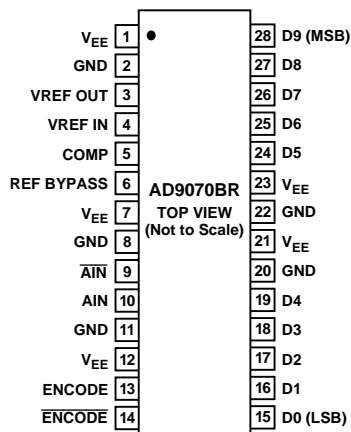 V_EE 1
GND 2
VREF OUT 3
VREF IN 4
COMP 5
REF BYPASS 6
V_EE 7
GND 8
A̅I̅N̅ 9
AIN 10
GND 11
V_EE 12
ENCODE 13
E̅N̅C̅O̅D̅E̅ 14
AD9070BR
TOP VIEW
(Not to Scale)
28 D9 (MSB)
27 D8
26 D7
25 D6
24 D5
23 V_EE
22 GND
21 V_EE
20 GND
19 D4
18 D3
17 D2
16 D1
15 D0 (LSB)